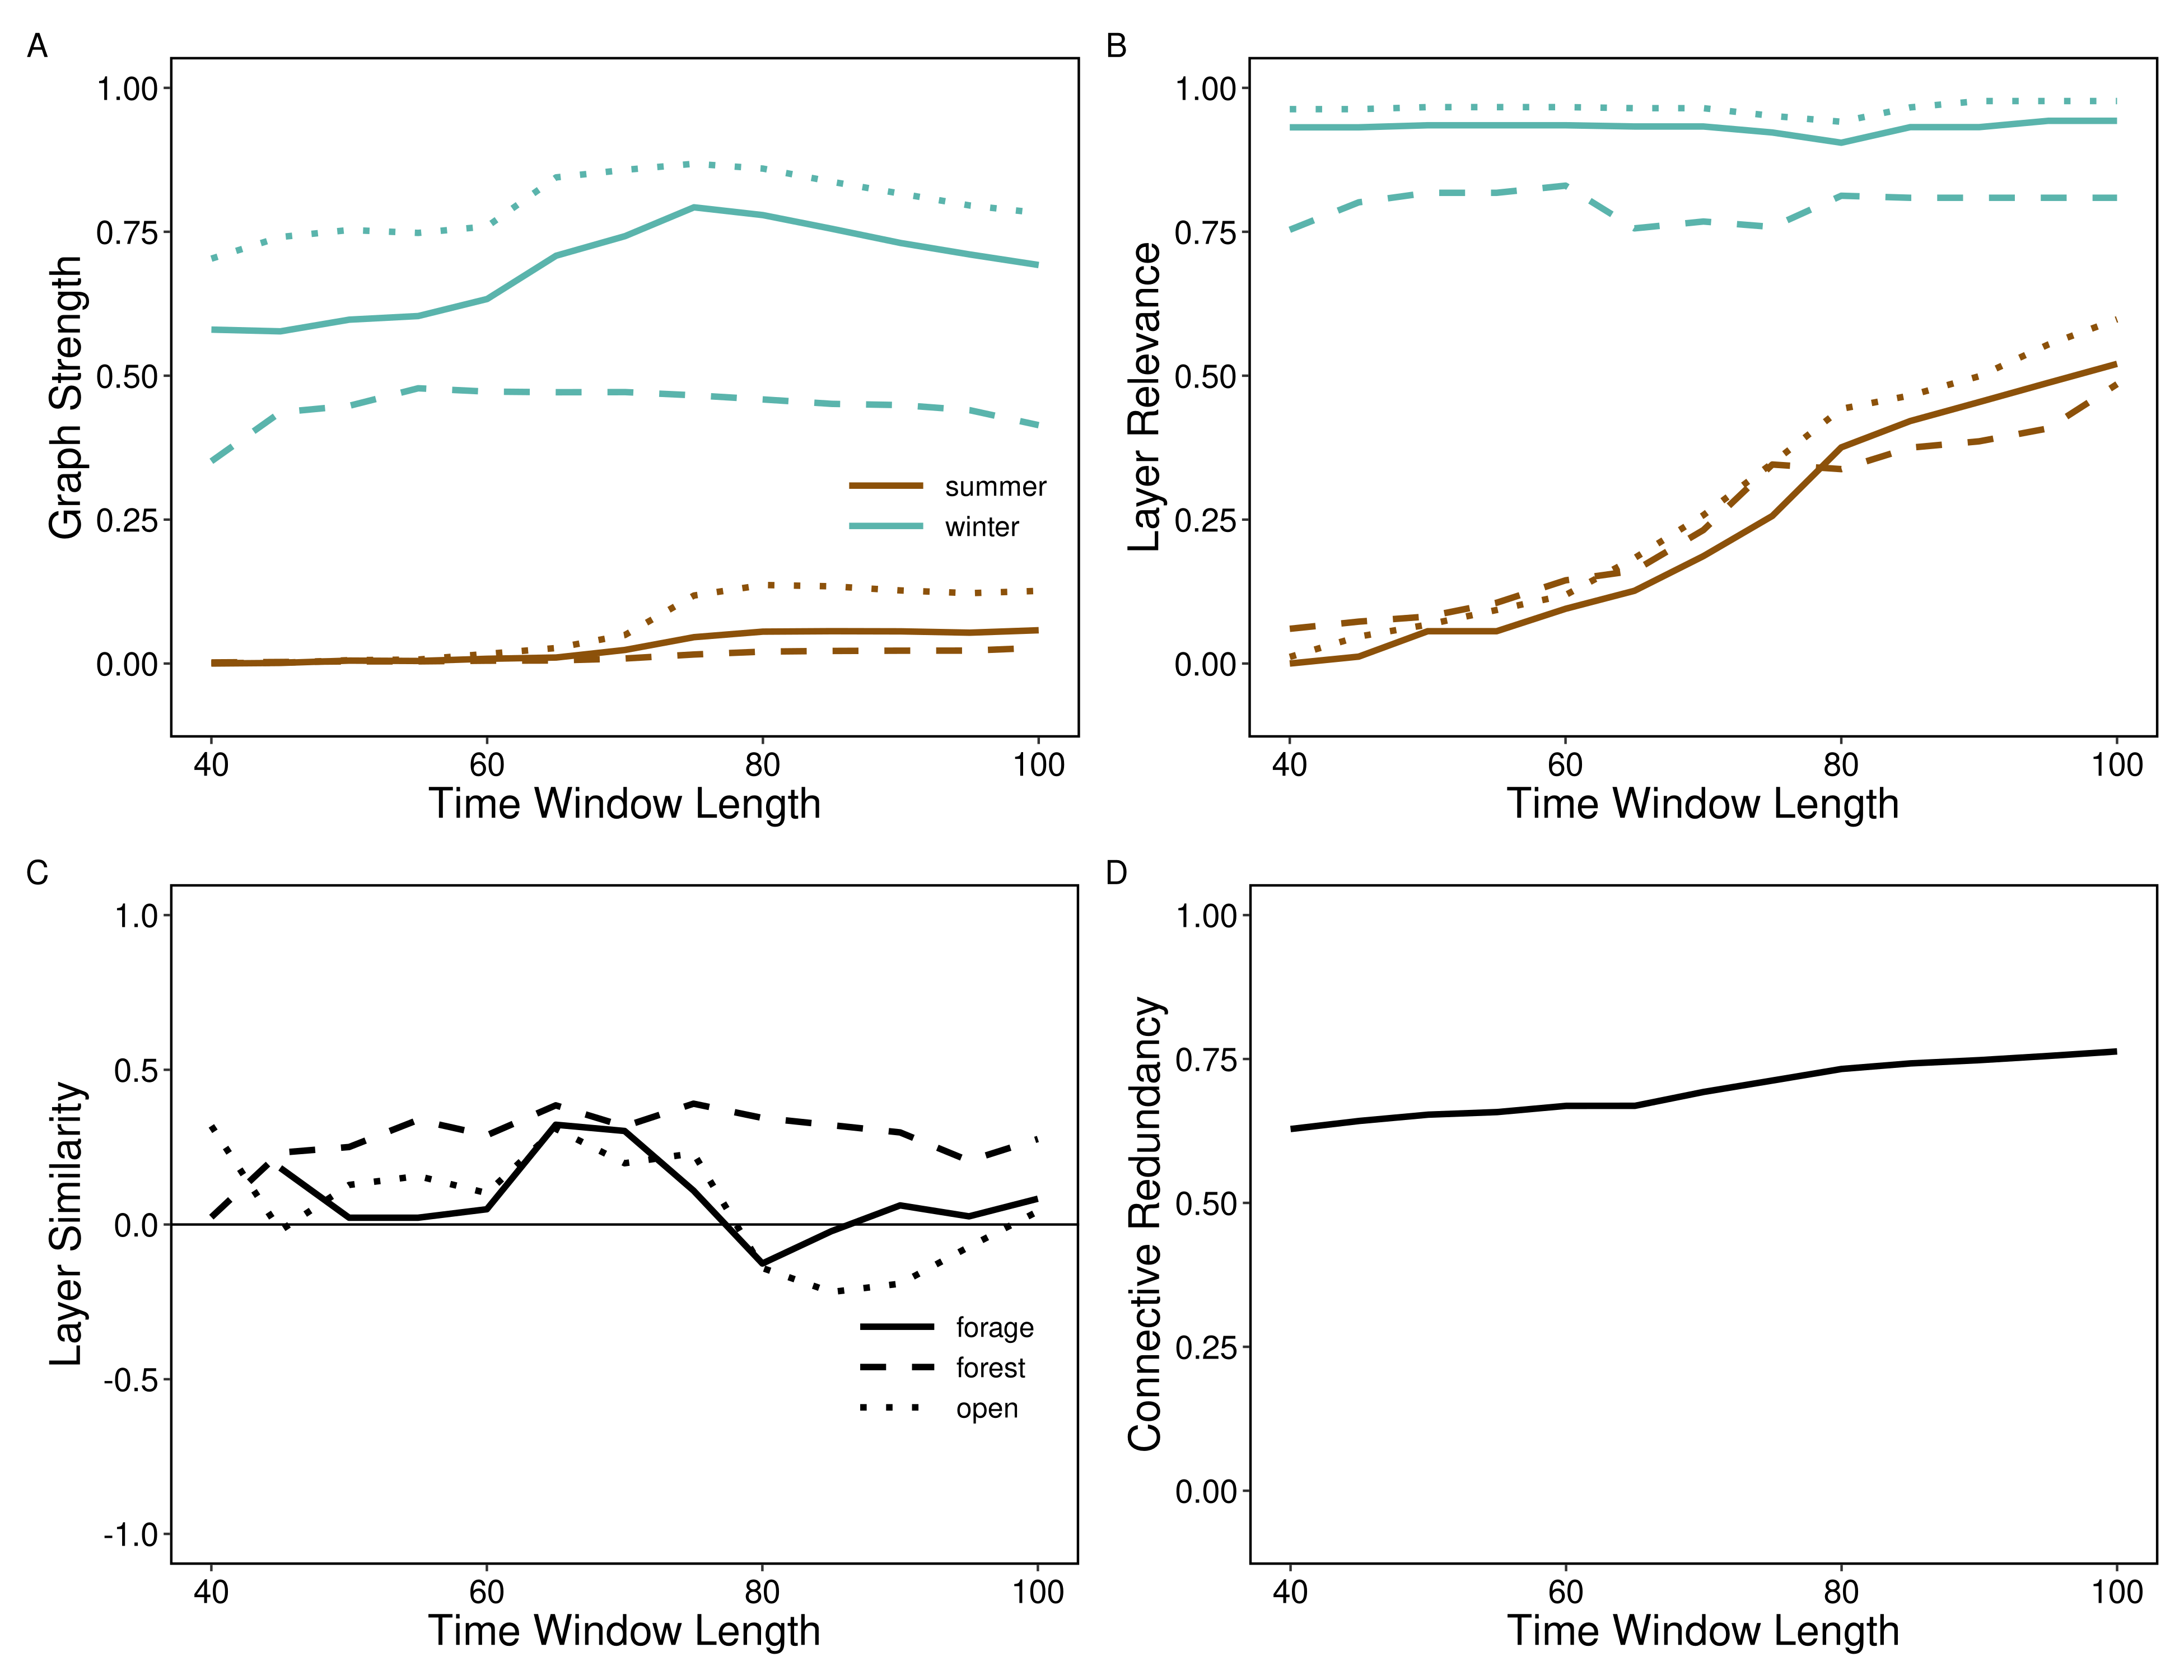 A
1.00
0.75
0.50
0.25
0.00
Graph Strength
summer
winter
40 60 80 100
Time Window Length
B
1.00
0.75
0.50
0.25
0.00
Layer Relevance
40 60 80 100
Time Window Length
C
1.0
0.5
0.0
-0.5
-1.0
Layer Similarity
forage
forest
open
40 60 80 100
Time Window Length
D
1.00
0.75
0.50
0.25
0.00
Connective Redundancy
40 60 80 100
Time Window Length